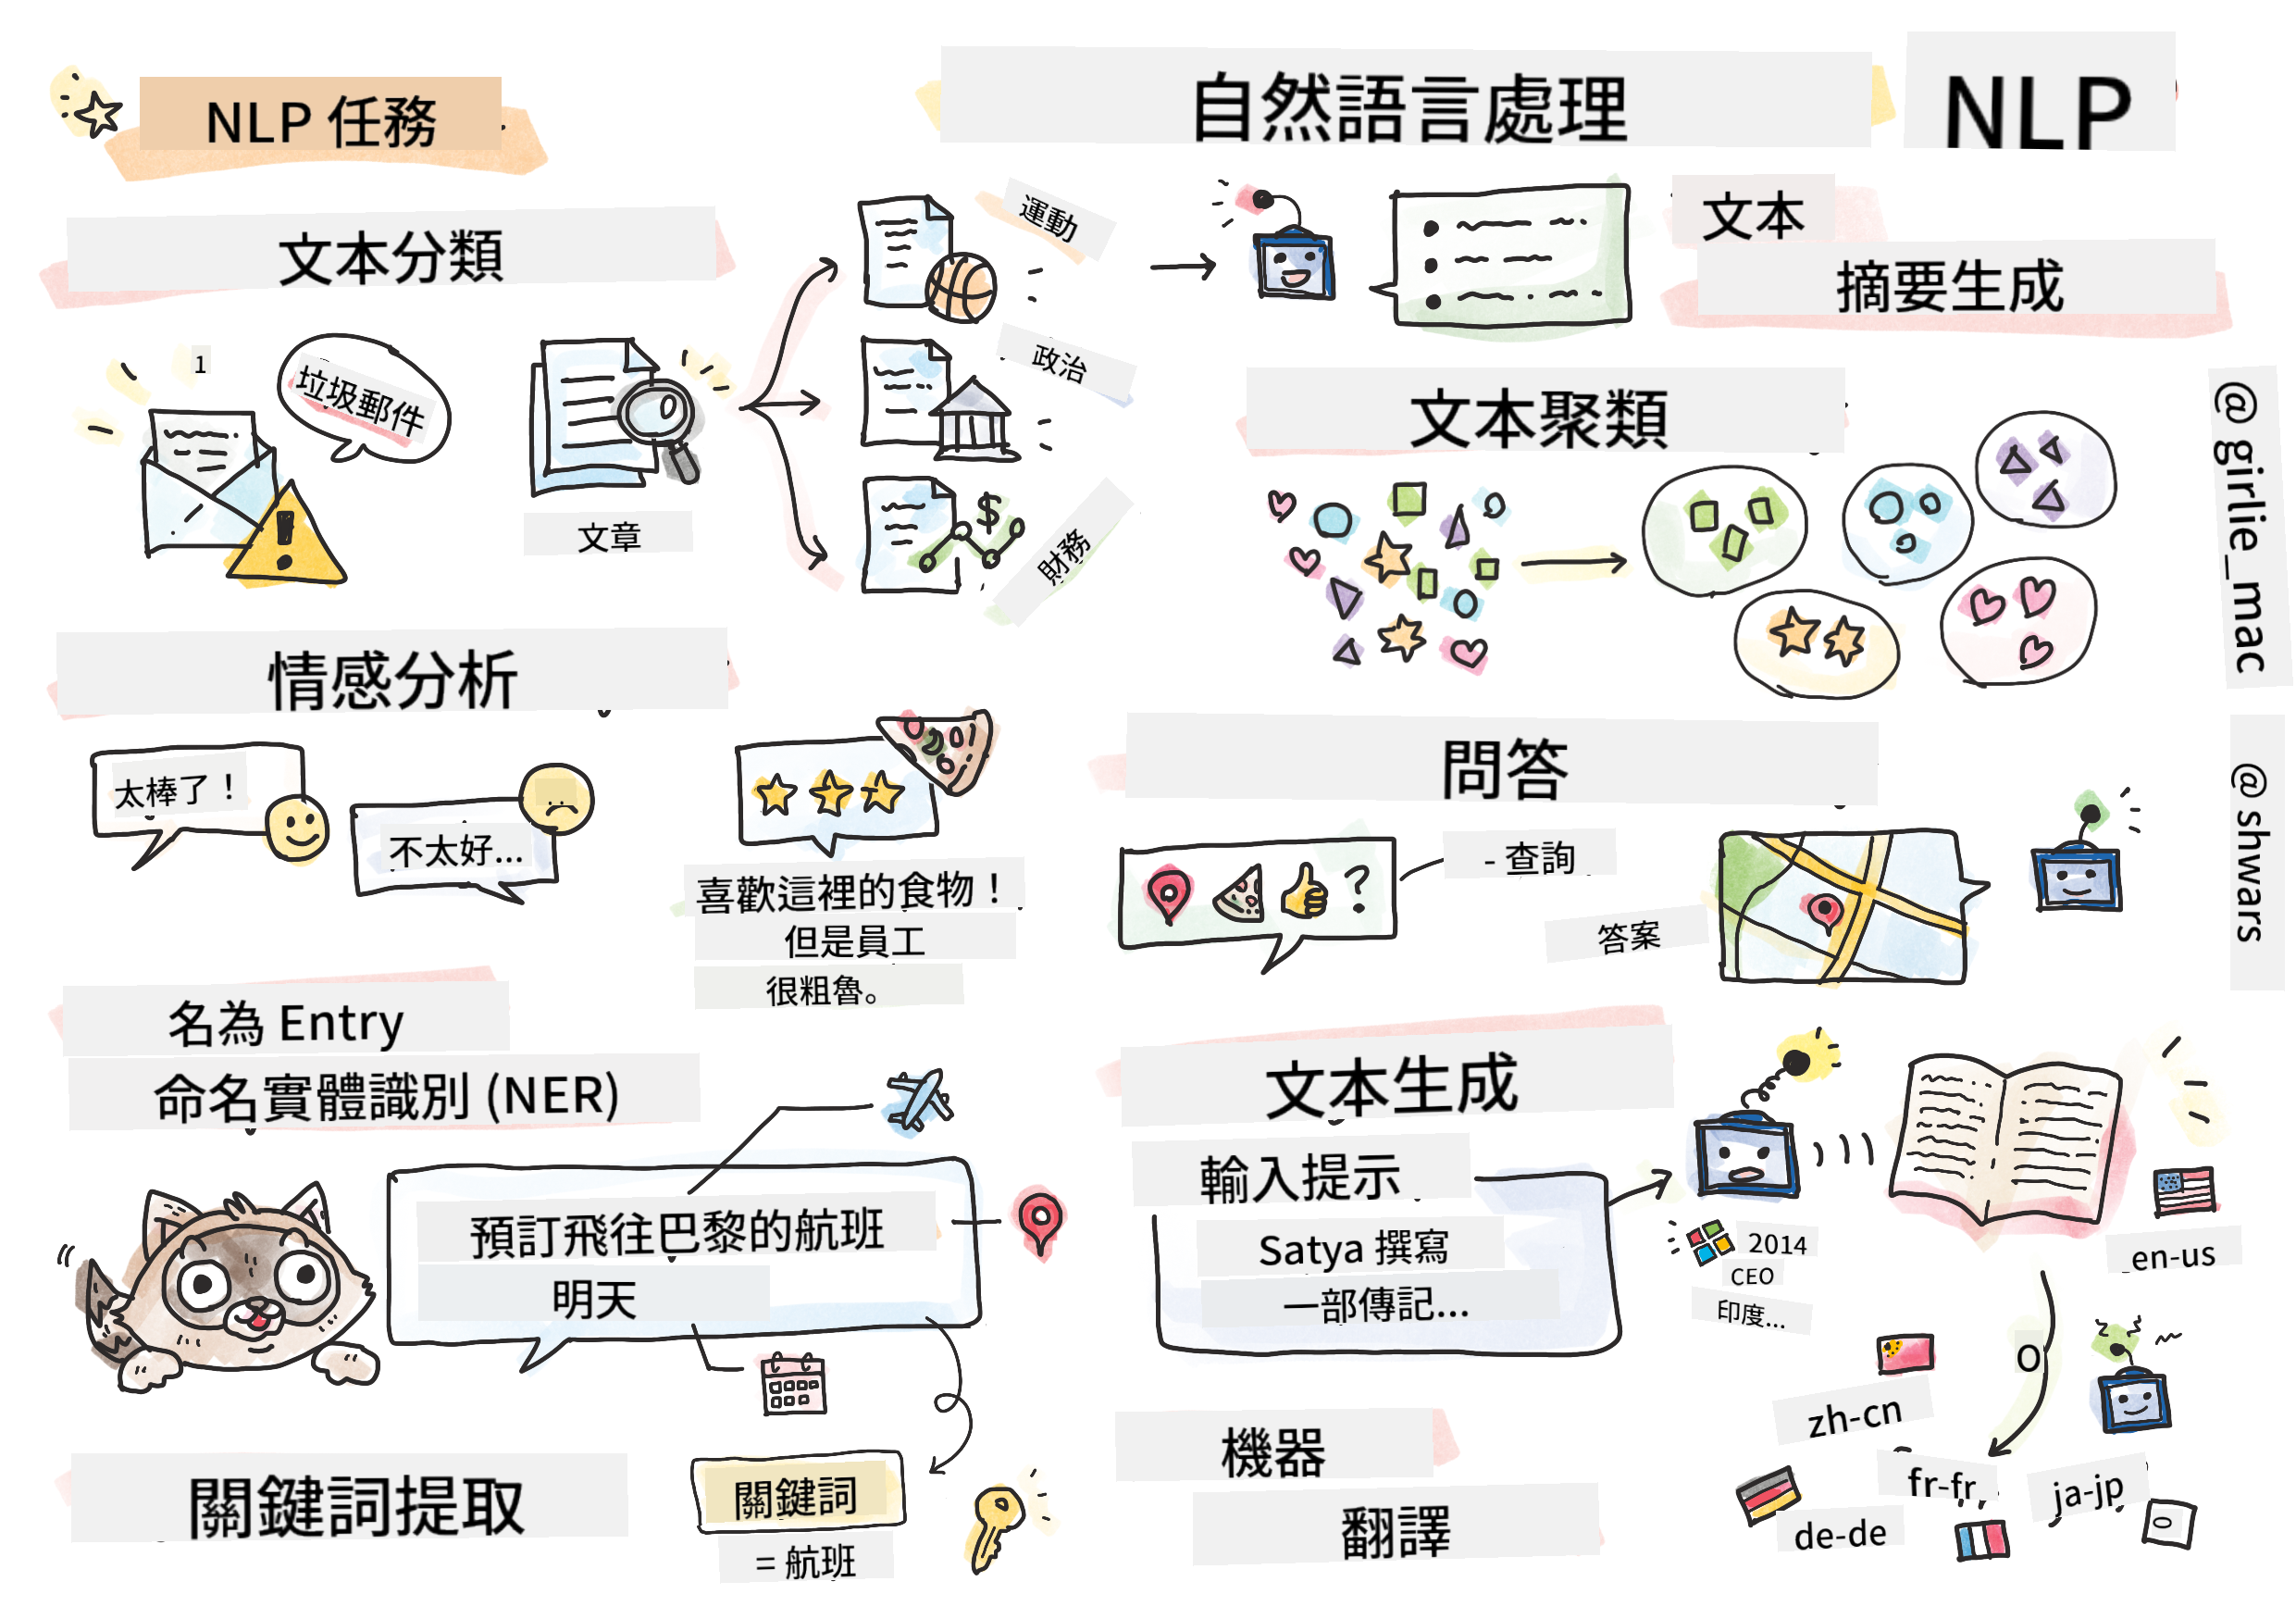 NLP 任務
自然語言處理
NLP
文本分類
1
垃圾郵件
文章
運動
政治
財務
文本
摘要生成
文本聚類
@ girlie_mac
@ shwars
情感分析
太棒了！
不太好...
喜歡這裡的食物！
但是員工
很粗魯。
問答
?
- 查詢
答案
名為 Entry
命名實體識別 (NER)
預訂飛往巴黎的航班
明天
文本生成
輸入提示
Satya 撰寫
一部傳記...
2014
CEO
印度...
en-us
O
zh-cn
fr-fr
ja-jp
de-de
0
關鍵詞提取
關鍵詞
= 航班
機器
翻譯